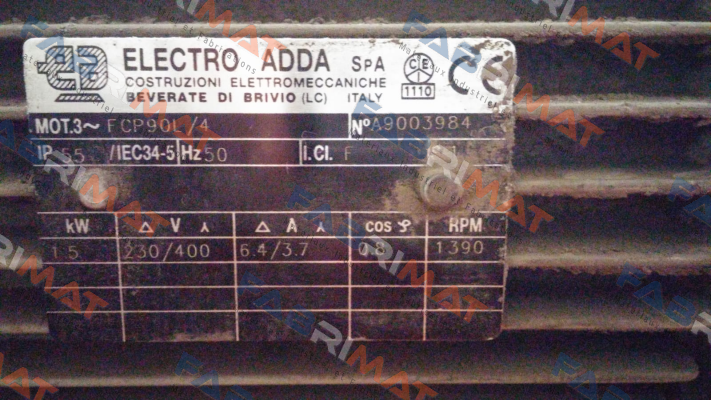 ELECTRO ADDA SPA
COSTRUZIONI ELETTROMECCANICHE
BEVERATE DI BRIVIO (LC) ITALY
CE
1110
CE
MOT.3~ FCP90L/4 Nº A9003984
IP 55 /IEC34-5 Hz 50 I.Cl. F
kW Δ V ⅄ Δ A ⅄ cos φ RPM
1.5 230/400 6.4/3.7 0.8 1390
FABRIMAT